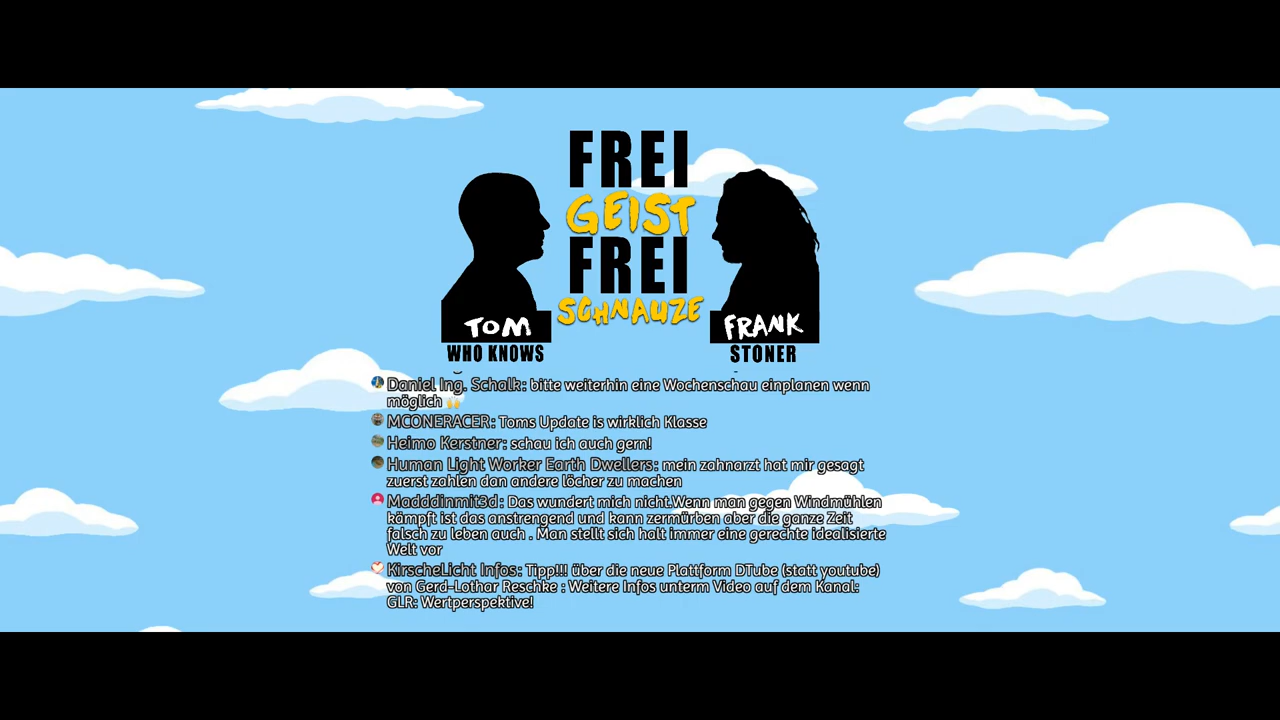 FREI
GEIST
FREI
SCHNAUZE
TOM
WHO KNOWS
FRANK
STONER
Daniel Ing. Schalk: bitte weiterhin eine Wochenschau einplanen wenn
möglich 🙌
MCONERACER: Toms Update is wirklich Klasse
Heimo Kerstner: schau ich auch gern!
Human Light Worker Earth Dwellers: mein zahnarzt hat mir gesagt
zuerst zahlen dan andere löcher zu machen
Madddinmit3d: Das wundert mich nicht.Wenn man gegen Windmühlen
kämpft ist das anstrengend und kann zermürben aber die ganze Zeit
falsch zu leben auch . Man stellt sich halt immer eine gerechte idealisierte
Welt vor
KirscheLicht Infos: Tipp!!! über die neue Plattform DTube (statt youtube)
von Gerd-Lothar Reschke : Weitere Infos unterm Video auf dem Kanal:
GLR: Wertperspektive!